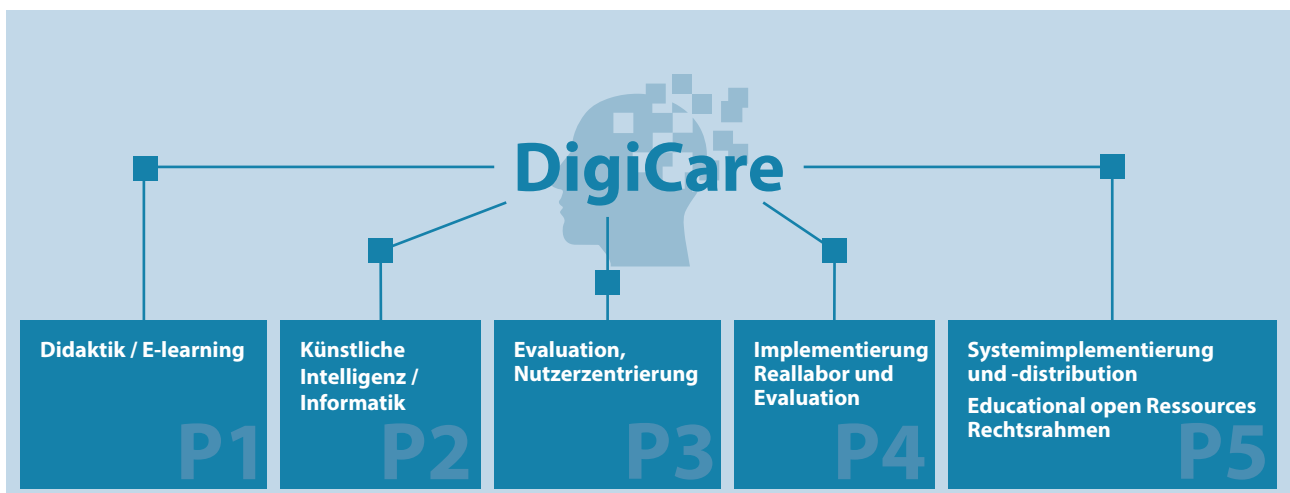 DigiCare
Didaktik / E-learning
P1
Künstliche
Intelligenz /
Informatik
P2
Evaluation,
Nutzerzentrierung
P3
Implementierung
Reallabor und
Evaluation
P4
Systemimplementierung
und -distribution
Educational open Ressources
Rechtsrahmen
P5